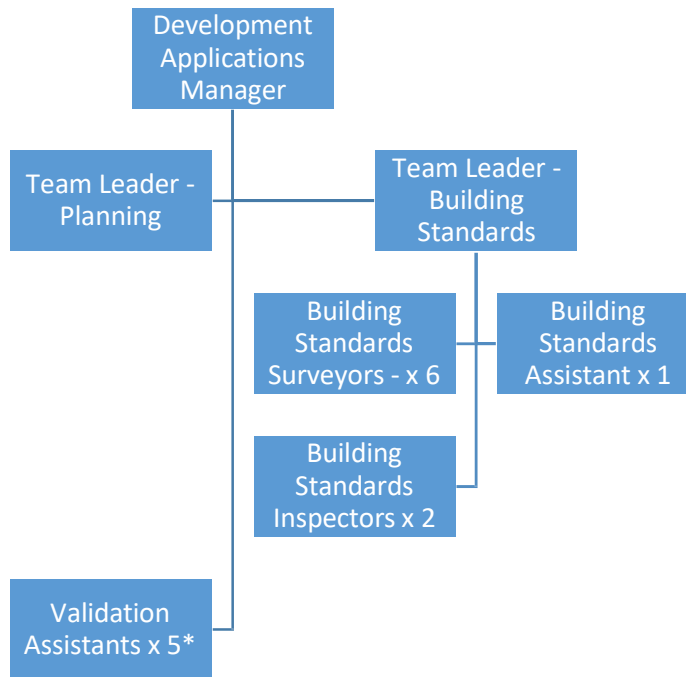 Development
Applications
Manager
Team Leader -
Planning
Team Leader -
Building
Standards
Building
Standards
Surveyors - x 6
Building
Standards
Assistant x 1
Building
Standards
Inspectors x 2
Validation
Assistants x 5*